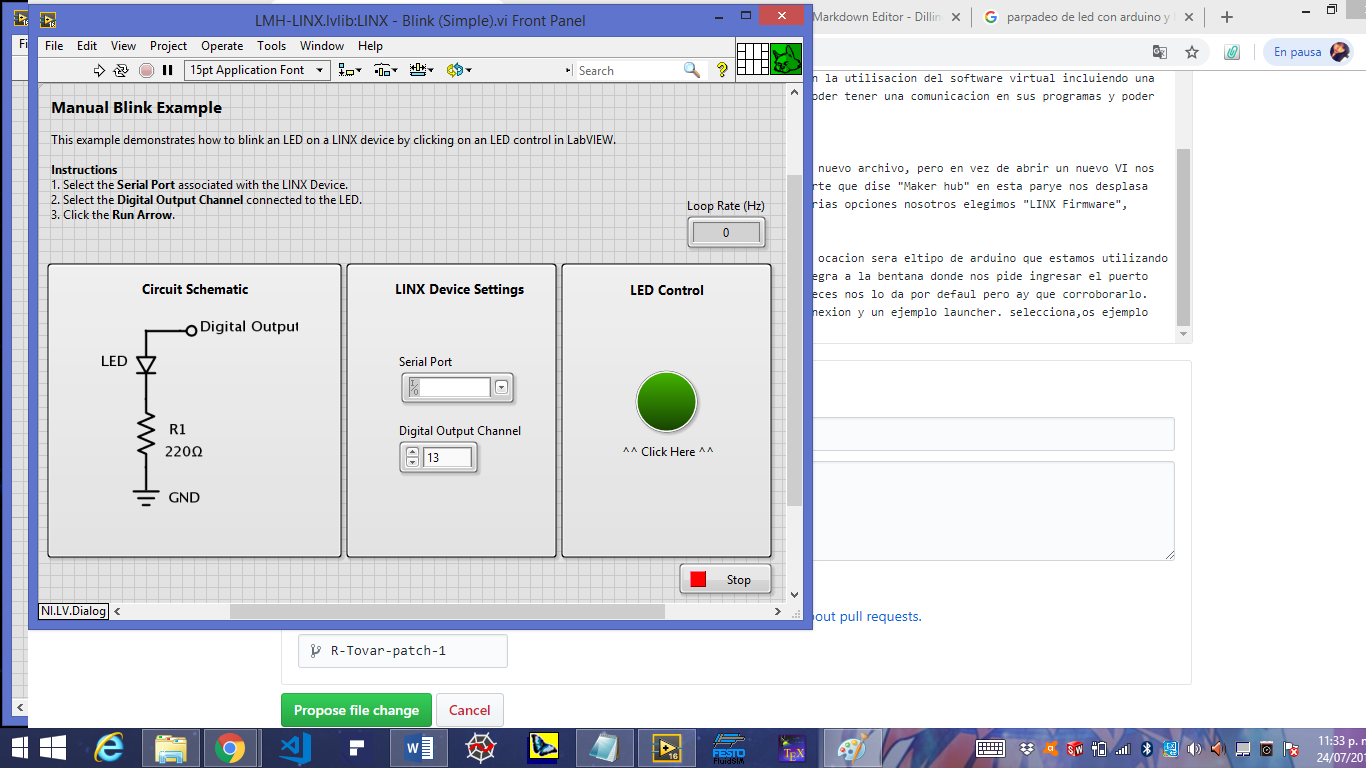 LMH-LINX.lvlib:LINX - Blink (Simple).vi Front Panel
Markdown Editor - Dillin
parpadeo de led con arduino y
File Edit View Project Operate Tools Window Help
15pt Application Font
Search
?
En pausa
Manual Blink Example
This example demonstrates how to blink an LED on a LINX device by clicking on an LED control in LabVIEW.
Instructions
1. Select the Serial Port associated with the LINX Device.
2. Select the Digital Output Channel connected to the LED.
3. Click the Run Arrow.
Loop Rate (Hz)
0
Circuit Schematic
Digital Output
LED
R1
220Ω
GND
LINX Device Settings
Serial Port
I/O
Digital Output Channel
13
LED Control
^^ Click Here ^^
Stop
NI.LV.Dialog
n la utilisacion del software virtual incluiendo una
oder tener una comunicacion en sus programas y poder
nuevo archivo, pero en vez de abrir un nuevo VI nos
rte que dise "Maker hub" en esta parye nos desplasa
rias opciones nosotros elegimos "LINX Firmware",
ocacion sera eltipo de arduino que estamos utilizando
egra a la bentana donde nos pide ingresar el puerto
eces nos lo da por defaul pero ay que corroborarlo.
nexion y un ejemplo launcher. selecciona,os ejemplo
out pull requests.
R-Tovar-patch-1
Propose file change
Cancel
16
FESTO
FluidSIM
TEX
SW
11:33 p. r
24/07/20